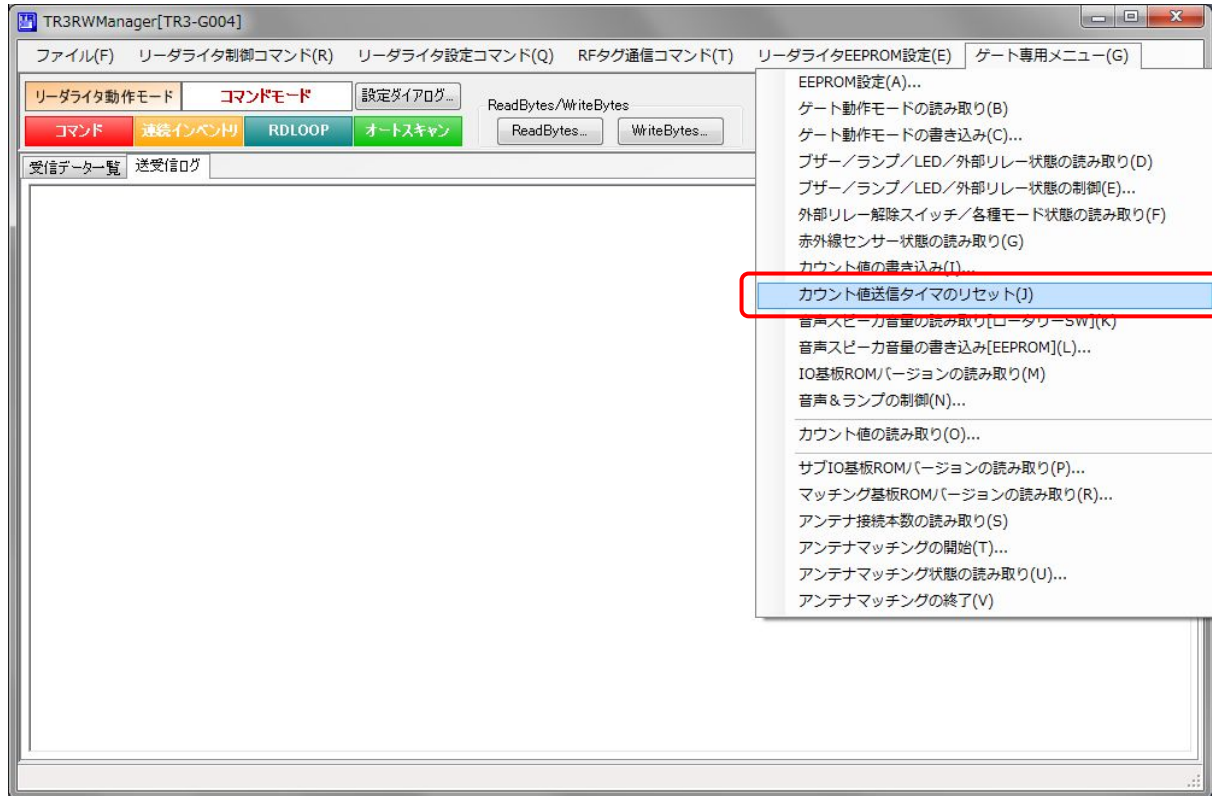 TR3RWManager[TR3-G004]
ファイル(F) リーダライタ制御コマンド(R) リーダライタ設定コマンド(Q) RFタグ通信コマンド(T) リーダライタEEPROM設定(E) ゲート専用メニュー(G)
リーダライタ動作モード コマンドモード 設定ダイアログ...
ReadBytes/WriteBytes
コマンド 連続インベントリ RDLOOP オートスキャン ReadBytes... WriteBytes...
受信データ一覧 送受信ログ
EEPROM設定(A)...
ゲート動作モードの読み取り(B)
ゲート動作モードの書き込み(C)...
ブザー／ランプ／LED／外部リレー状態の読み取り(D)
ブザー／ランプ／LED／外部リレー状態の制御(E)...
外部リレー解除スイッチ／各種モード状態の読み取り(F)
赤外線センサー状態の読み取り(G)
カウント値の書き込み(I)...
カウント値送信タイマのリセット(J)
音声スピーカ音量の読み取り[ロータリーSW](K)
音声スピーカ音量の書き込み[EEPROM](L)...
IO基板ROMバージョンの読み取り(M)
音声&ランプの制御(N)...
カウント値の読み取り(O)...
サブIO基板ROMバージョンの読み取り(P)...
マッチング基板ROMバージョンの読み取り(R)...
アンテナ接続本数の読み取り(S)
アンテナマッチングの開始(T)...
アンテナマッチング状態の読み取り(U)...
アンテナマッチングの終了(V)